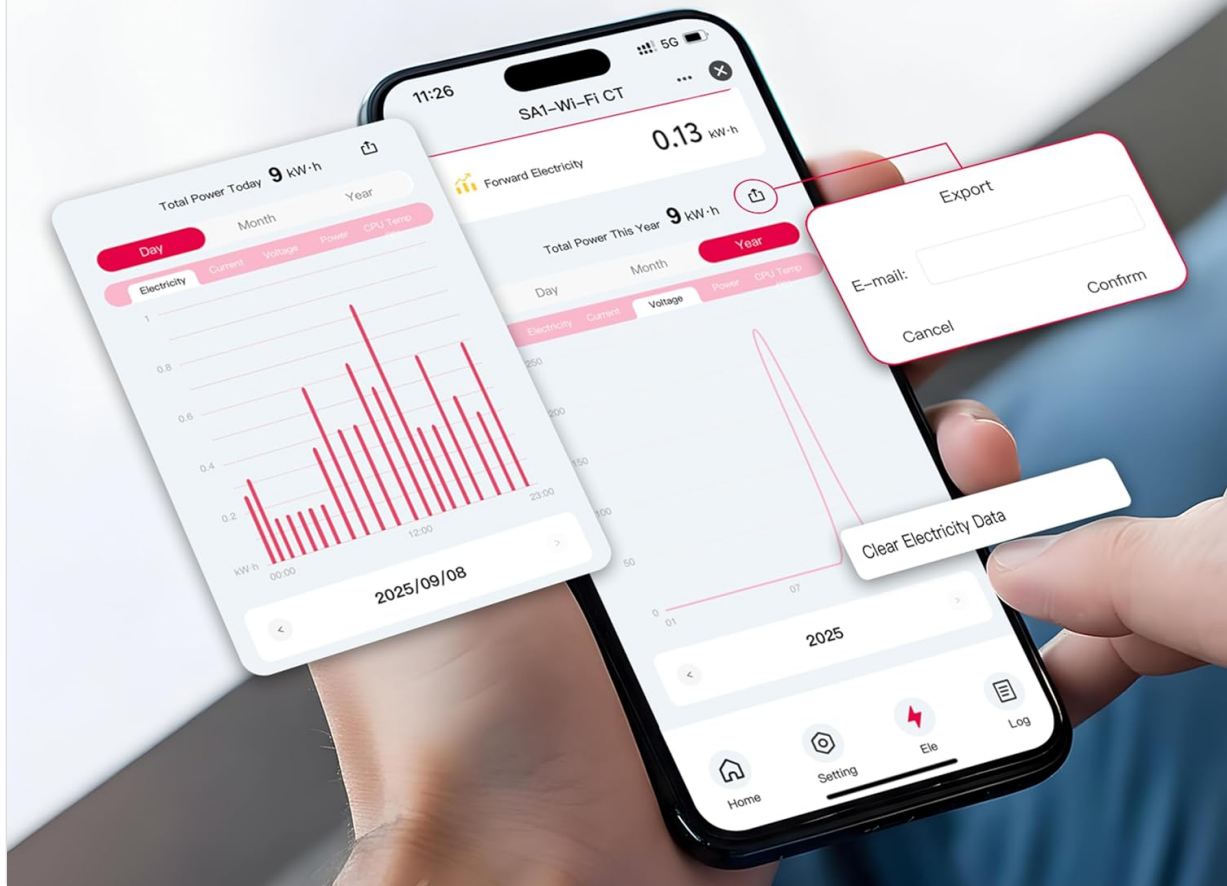 Total Power Today 9 kW·h
Day Month Year
Electricity Current Voltage Power CPU Temp
1
0.8
0.6
0.4
0.2
kW·h
00:00 12:00 23:00
< 2025/09/08 >
11:26 5G
SA1-Wi-Fi CT
Forward Electricity 0.13 kW·h
Total Power This Year 9 kW·h
Day Month Year
Electricity Current Voltage Power CPU Temp
250
200
150
100
50
0
01 07
< 2025 >
Home Setting Ele Log
Export
E-mail:
Cancel Confirm
Clear Electricity Data